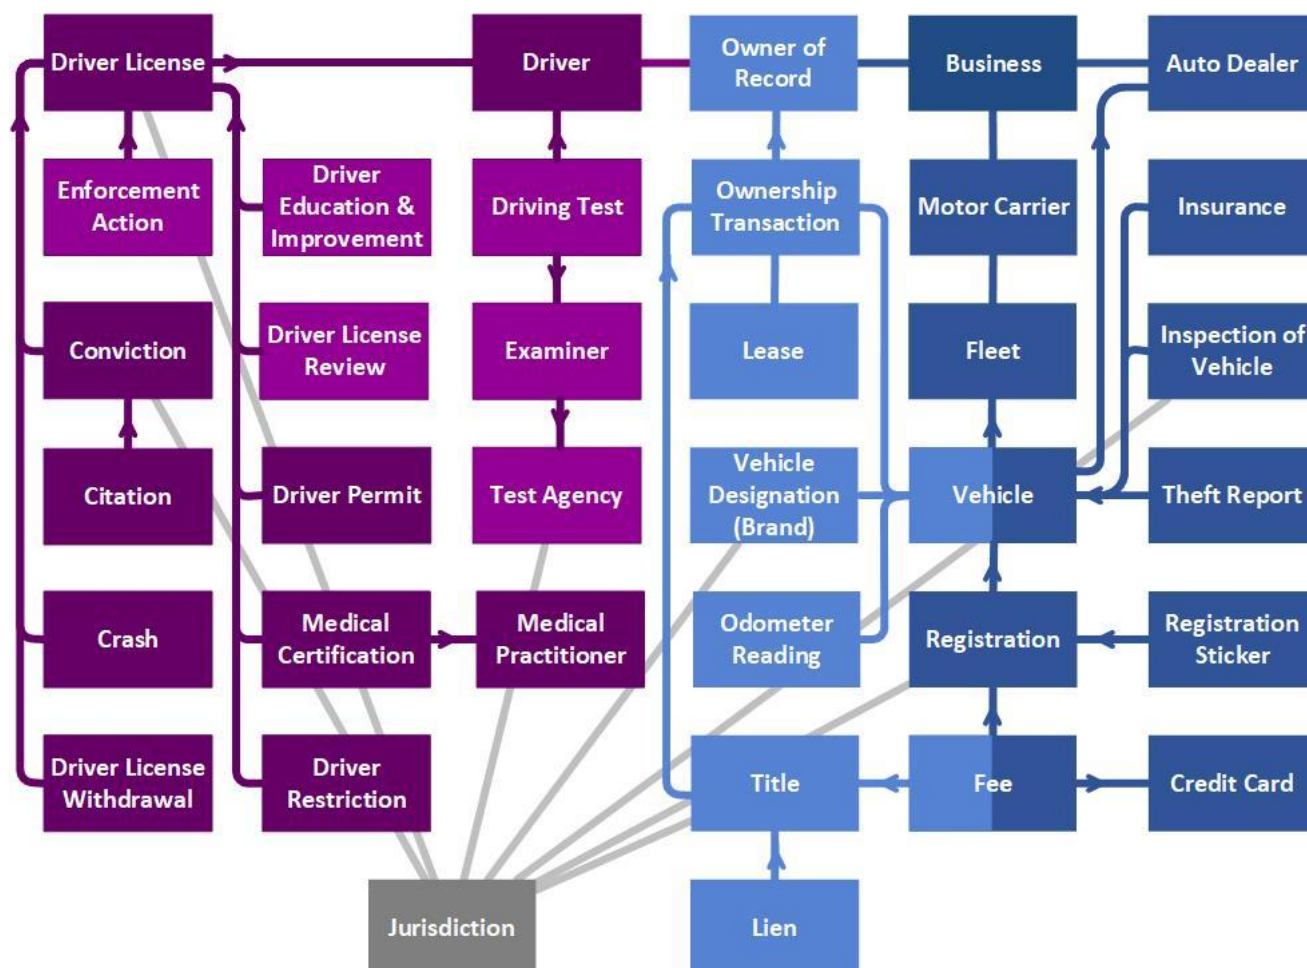 Driver License
Driver
Owner of
Record
Business
Auto Dealer
Enforcement
Action
Driver
Education &
Improvement
Driving Test
Ownership
Transaction
Motor Carrier
Insurance
Conviction
Driver License
Review
Examiner
Lease
Fleet
Inspection of
Vehicle
Citation
Driver Permit
Test Agency
Vehicle
Designation
(Brand)
Vehicle
Theft Report
Crash
Medical
Certification
Medical
Practitioner
Odometer
Reading
Registration
Registration
Sticker
Driver License
Withdrawal
Driver
Restriction
Title
Fee
Credit Card
Jurisdiction
Lien